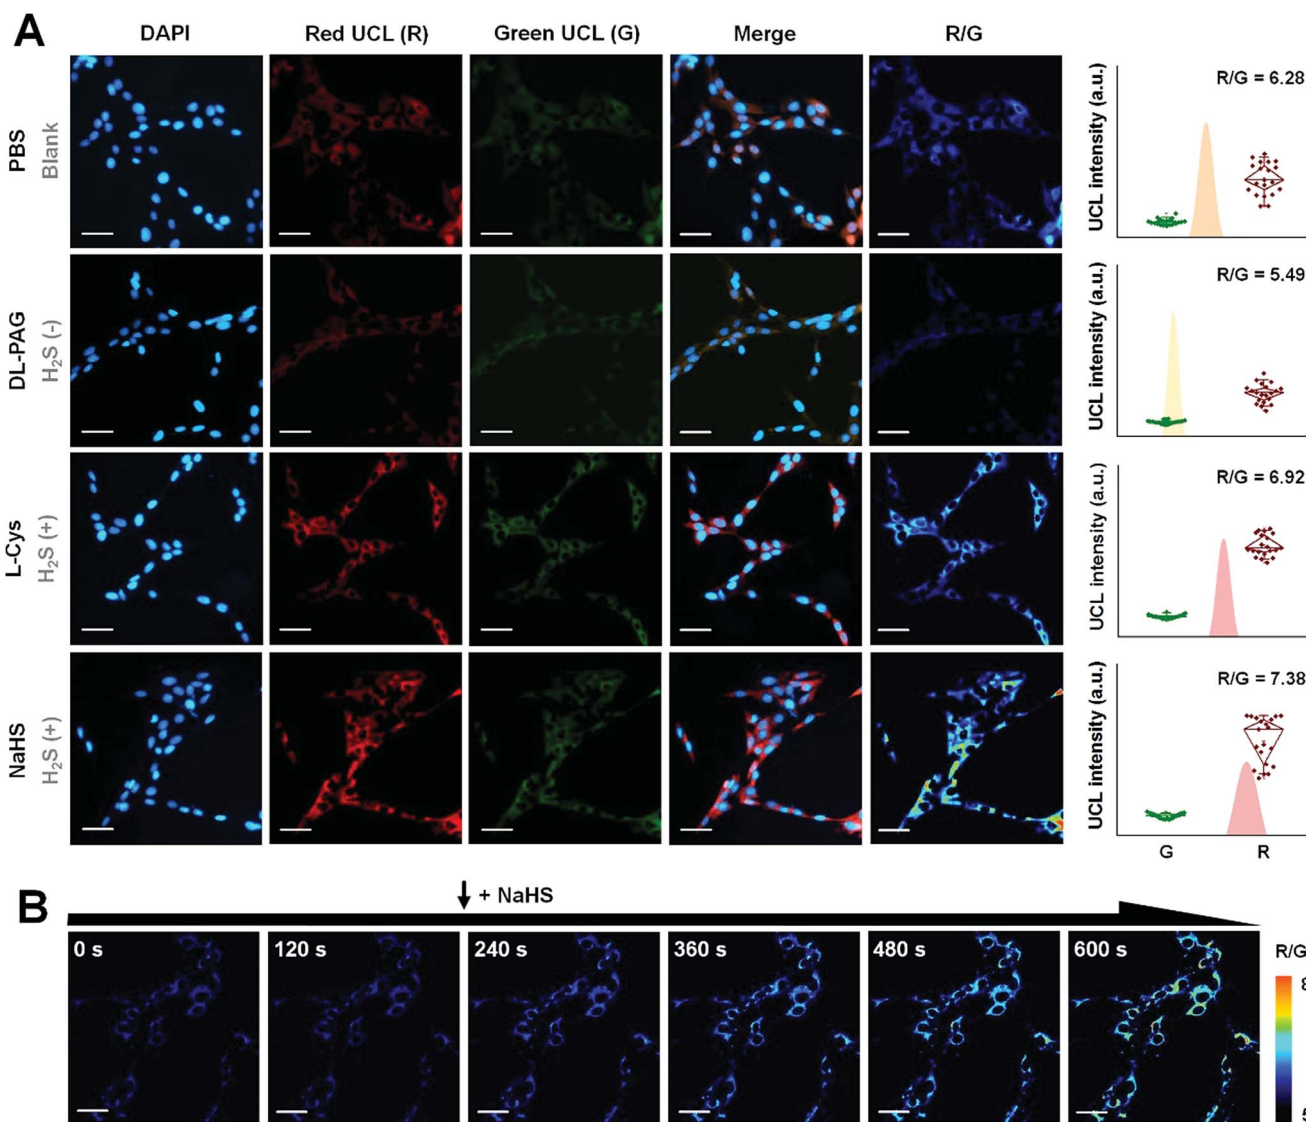 A
DAPI
Red UCL (R)
Green UCL (G)
Merge
R/G
PBS
Blank
UCL intensity (a.u.)
R/G = 6.28
DL-PAG
H₂S (-)
UCL intensity (a.u.)
R/G = 5.49
L-Cys
H₂S (+)
UCL intensity (a.u.)
R/G = 6.92
NaHS
H₂S (+)
UCL intensity (a.u.)
R/G = 7.38
G
R
B
+ NaHS
0 s
120 s
240 s
360 s
480 s
600 s
R/G
8
5